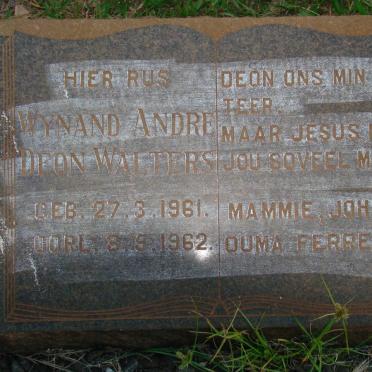 HIER RUS
WYNAND ANDRE
DEON WALTERS
GEB. 27.3.1961.
OORL. 8.9.1962.
DEON ONS MIN
TEER.
MAAR JESUS
JOU SOVEEL
MAMMIE, JOH
OUMA FERRE